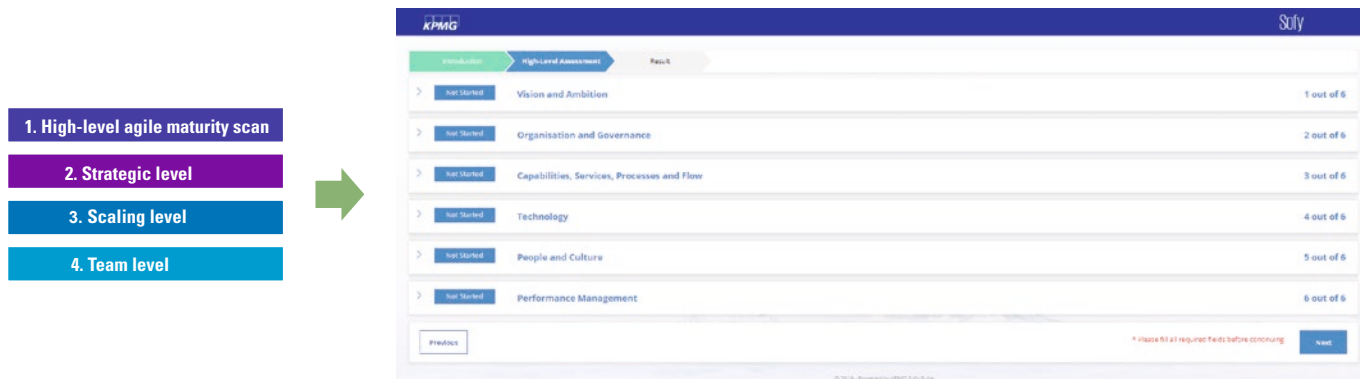 1. High-level agile maturity scan
2. Strategic level
3. Scaling level
4. Team level
KPMG
Sofy
Introduction High-Level Assessment Result
Not Started Vision and Ambition 1 out of 6
Not Started Organisation and Governance 2 out of 6
Not Started Capabilities, Services, Processes and Flow 3 out of 6
Not Started Technology 4 out of 6
Not Started People and Culture 5 out of 6
Not Started Performance Management 6 out of 6
Previous * Please fill all required fields before continuing. Next